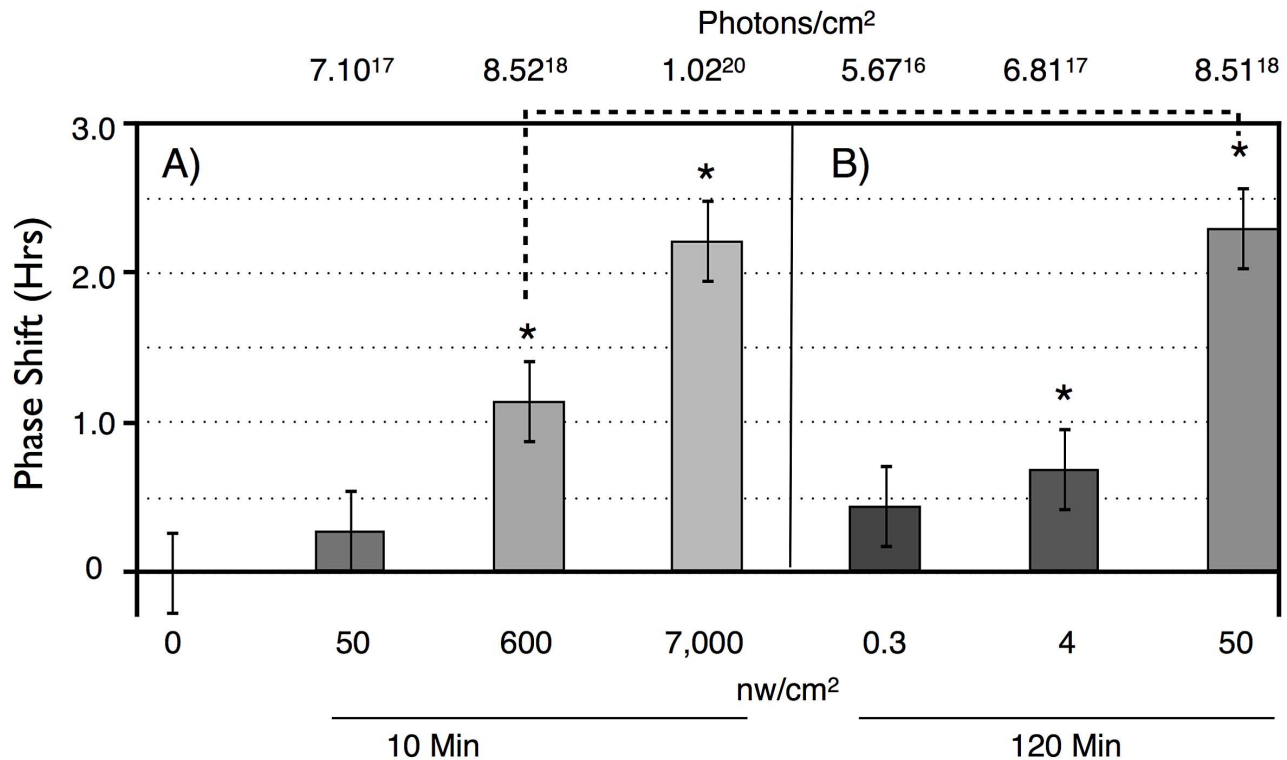 Photons/cm²
7.10¹⁷ 8.52¹⁸ 1.02²⁰ 5.67¹⁶ 6.81¹⁷ 8.51¹⁸
3.0
A) * B) *
Phase Shift (Hrs)
2.0
*
1.0
*
0
0 50 600 7,000 0.3 4 50
nw/cm²
10 Min 120 Min